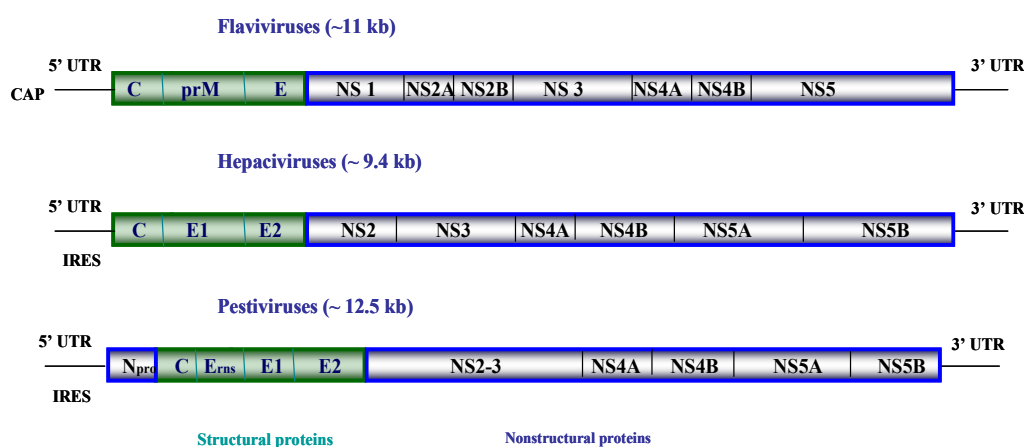 Flaviviruses (~11 kb)
5’ UTR 3’ UTR
CAP C prM E NS 1 NS2A NS2B NS 3 NS4A NS4B NS5
Hepaciviruses (~ 9.4 kb)
5’ UTR 3’ UTR
C E1 E2 NS2 NS3 NS4A NS4B NS5A NS5B
IRES
Pestiviruses (~ 12.5 kb)
5’ UTR 3’ UTR
Npro C Erns E1 E2 NS2-3 NS4A NS4B NS5A NS5B
IRES
Structural proteins Nonstructural proteins